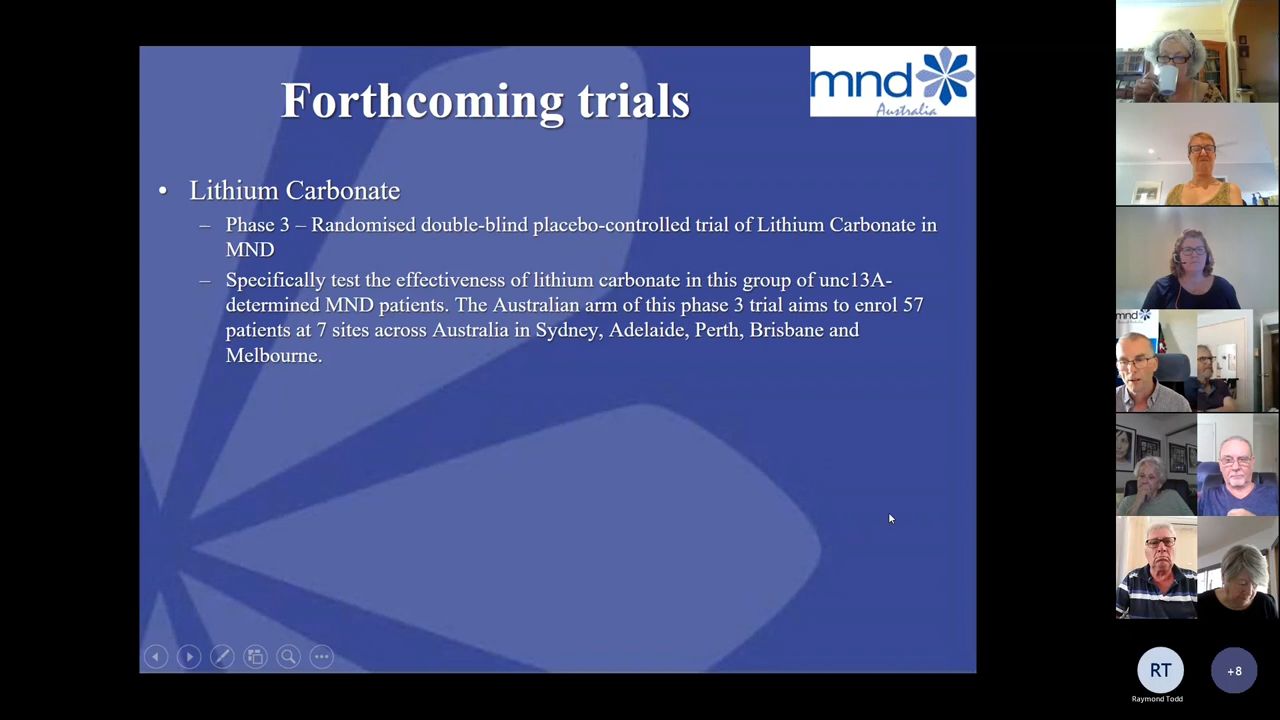 Forthcoming trials
mnd
Australia
• Lithium Carbonate
– Phase 3 – Randomised double-blind placebo-controlled trial of Lithium Carbonate in
MND
– Specifically test the effectiveness of lithium carbonate in this group of unc13A-
determined MND patients. The Australian arm of this phase 3 trial aims to enrol 57
patients at 7 sites across Australia in Sydney, Adelaide, Perth, Brisbane and
Melbourne.
mnd
RT
+8
Raymond Todd